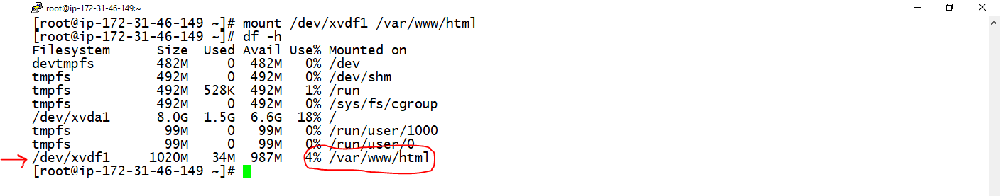 root@ip-172-31-46-149:~
[root@ip-172-31-46-149 ~]# mount /dev/xvdf1 /var/www/html
[root@ip-172-31-46-149 ~]# df -h
Filesystem      Size  Used Avail Use% Mounted on
devtmpfs        482M     0  482M   0% /dev
tmpfs           492M     0  492M   0% /dev/shm
tmpfs           492M  528K  492M   1% /run
tmpfs           492M     0  492M   0% /sys/fs/cgroup
/dev/xvda1      8.0G  1.5G  6.6G  18% /
tmpfs            99M     0   99M   0% /run/user/1000
tmpfs            99M     0   99M   0% /run/user/0
/dev/xvdf1     1020M   34M  987M   4% /var/www/html
[root@ip-172-31-46-149 ~]#